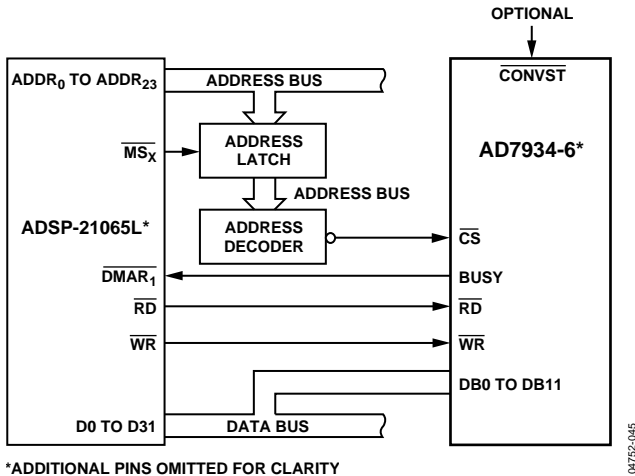 OPTIONAL
ADDR0 TO ADDR23
ADDRESS BUS
CONVST
MSX
ADDRESS
LATCH
AD7934-6*
ADDRESS BUS
ADSP-21065L*
ADDRESS
DECODER
CS
DMAR1
BUSY
RD
RD
WR
WR
DB0 TO DB11
D0 TO D31
DATA BUS
*ADDITIONAL PINS OMITTED FOR CLARITY
04752-045